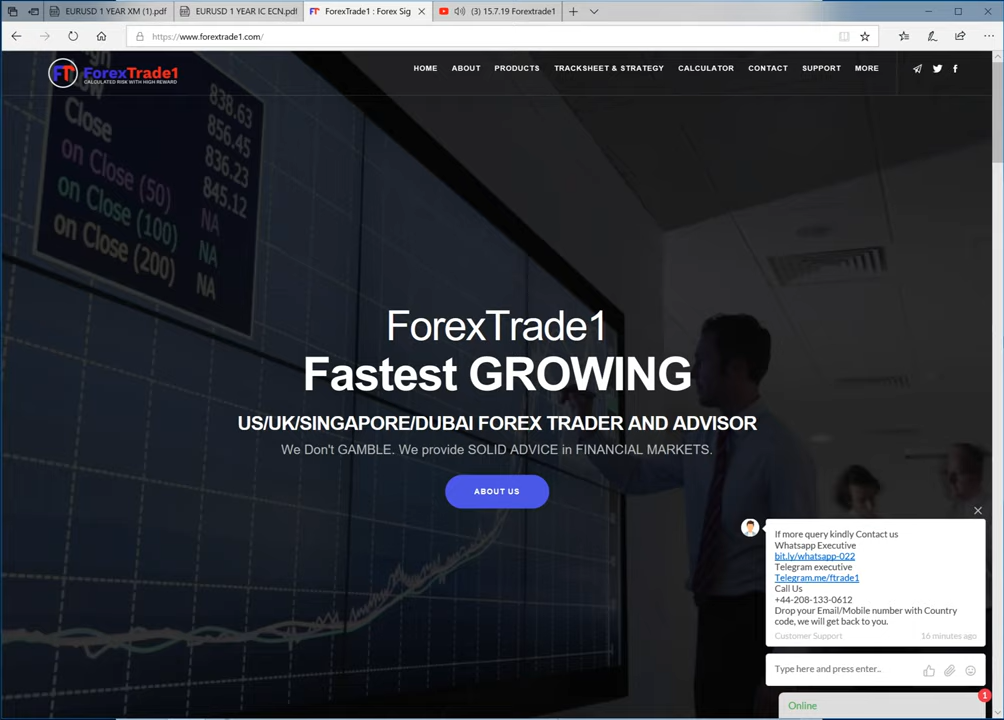 EURUSD 1 YEAR XM (1).pdf
EURUSD 1 YEAR IC ECN.pdf
ForexTrade1 : Forex Sig
(3) 15.7.19 Forextrade1
https://www.forextrade1.com/
FT ForexTrade1
CALCULATED RISK WITH HIGH REWARD
HOME ABOUT PRODUCTS TRACKSHEET & STRATEGY CALCULATOR CONTACT SUPPORT MORE
838.63
Close 856.45
on Close (50) 836.23
on Close (100) 845.12
on Close (200) NA
NA
NA
ForexTrade1
Fastest GROWING
US/UK/SINGAPORE/DUBAI FOREX TRADER AND ADVISOR
We Don't GAMBLE. We provide SOLID ADVICE in FINANCIAL MARKETS.
ABOUT US
If more query kindly Contact us
Whatsapp Executive
bit.ly/whatsapp-022
Telegram executive
Telegram.me/ftrade1
Call Us
+44-208-133-0612
Drop your Email/Mobile number with Country
code, we will get back to you.
Customer Support 16 minutes ago
Type here and press enter..
Online
1